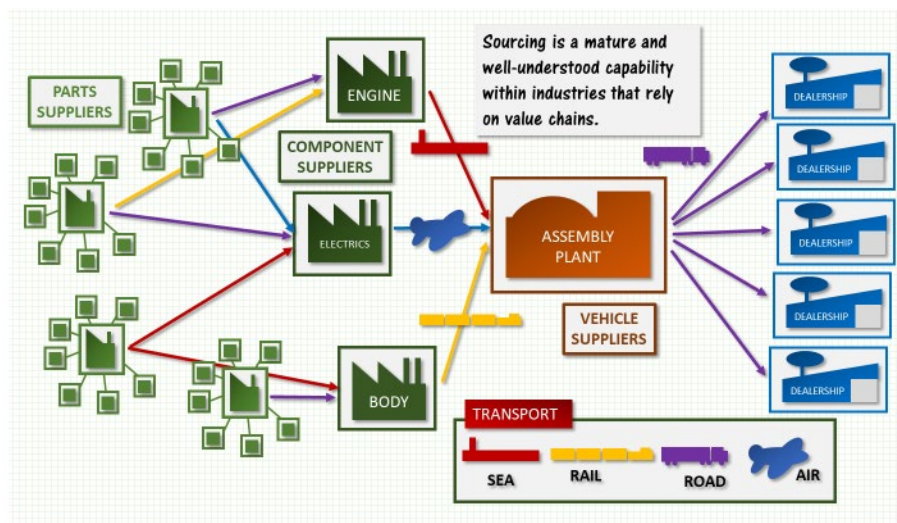 PARTS
SUPPLIERS
ENGINE
COMPONENT
SUPPLIERS
ELECTRICS
BODY
Sourcing is a mature and
well-understood capability
within industries that rely
on value chains.
ASSEMBLY
PLANT
VEHICLE
SUPPLIERS
DEALERSHIP
DEALERSHIP
DEALERSHIP
DEALERSHIP
DEALERSHIP
TRANSPORT
SEA
RAIL
ROAD
AIR